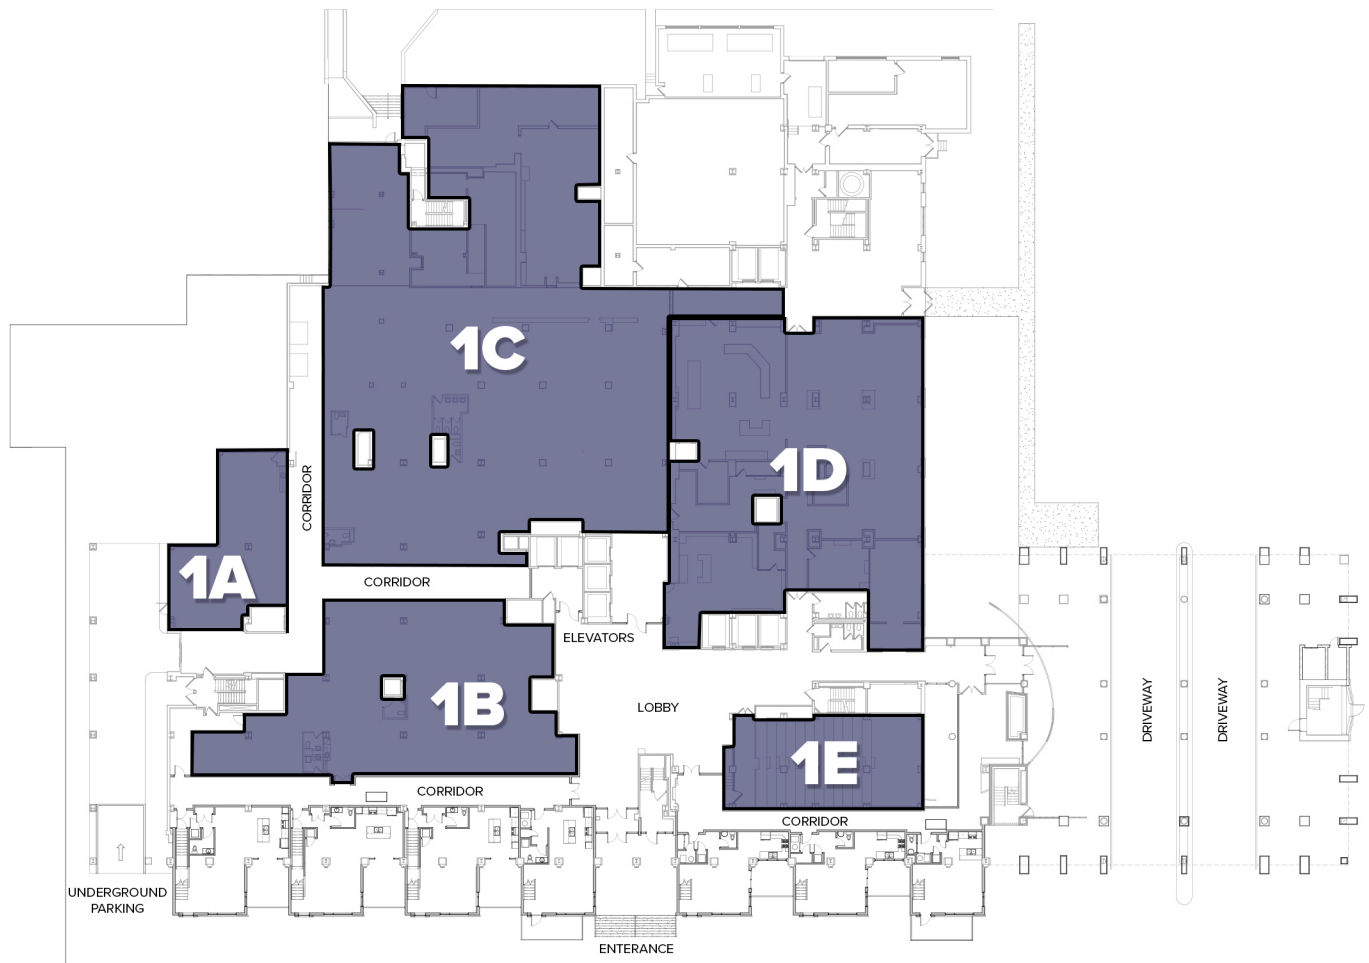 1C
1D
CORRIDOR
1A
CORRIDOR
ELEVATORS
1B
LOBBY
DRIVEWAY
DRIVEWAY
1E
CORRIDOR
CORRIDOR
UNDERGROUND
PARKING
ENTERANCE